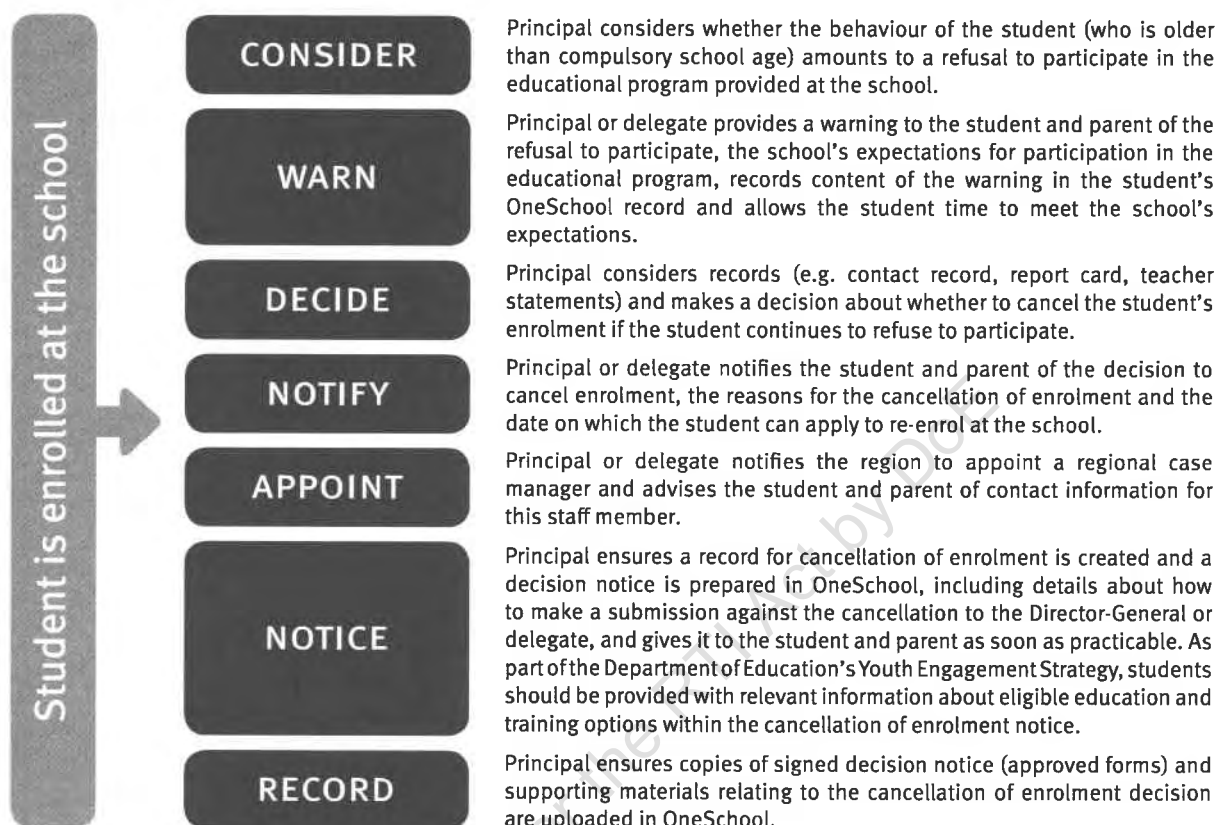 Student is enrolled at the school
CONSIDER
Principal considers whether the behaviour of the student (who is older
than compulsory school age) amounts to a refusal to participate in the
educational program provided at the school.
WARN
Principal or delegate provides a warning to the student and parent of the
refusal to participate, the school's expectations for participation in the
educational program, records content of the warning in the student's
OneSchool record and allows the student time to meet the school's
expectations.
DECIDE
Principal considers records (e.g. contact record, report card, teacher
statements) and makes a decision about whether to cancel the student's
enrolment if the student continues to refuse to participate.
NOTIFY
Principal or delegate notifies the student and parent of the decision to
cancel enrolment, the reasons for the cancellation of enrolment and the
date on which the student can apply to re-enrol at the school.
APPOINT
Principal or delegate notifies the region to appoint a regional case
manager and advises the student and parent of contact information for
this staff member.
NOTICE
Principal ensures a record for cancellation of enrolment is created and a
decision notice is prepared in OneSchool, including details about how
to make a submission against the cancellation to the Director-General or
delegate, and gives it to the student and parent as soon as practicable. As
part of the Department of Education's Youth Engagement Strategy, students
should be provided with relevant information about eligible education and
training options within the cancellation of enrolment notice.
RECORD
Principal ensures copies of signed decision notice (approved forms) and
supporting materials relating to the cancellation of enrolment decision
are uploaded in OneSchool.
the RTI Act by DoE